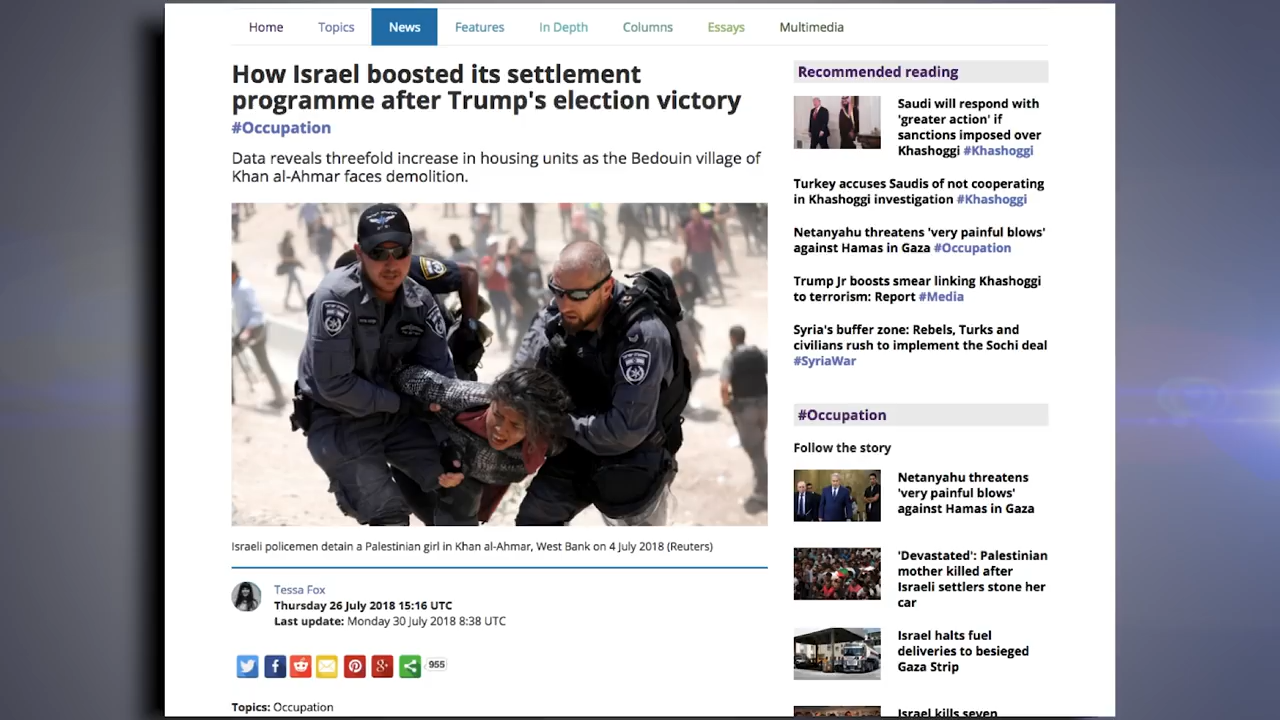 Home
Topics
News
Features
In Depth
Columns
Essays
Multimedia
How Israel boosted its settlement
programme after Trump's election victory
#Occupation
Data reveals threefold increase in housing units as the Bedouin village of
Khan al-Ahmar faces demolition.
Israeli policemen detain a Palestinian girl in Khan al-Ahmar, West Bank on 4 July 2018 (Reuters)
Tessa Fox
Thursday 26 July 2018 15:16 UTC
Last update: Monday 30 July 2018 8:38 UTC
955
Topics: Occupation
Recommended reading
Saudi will respond with
'greater action' if
sanctions imposed over
Khashoggi #Khashoggi
Turkey accuses Saudis of not cooperating
in Khashoggi investigation #Khashoggi
Netanyahu threatens 'very painful blows'
against Hamas in Gaza #Occupation
Trump Jr boosts smear linking Khashoggi
to terrorism: Report #Media
Syria's buffer zone: Rebels, Turks and
civilians rush to implement the Sochi deal
#SyriaWar
#Occupation
Follow the story
Netanyahu threatens
'very painful blows'
against Hamas in Gaza
'Devastated': Palestinian
mother killed after
Israeli settlers stone her
car
Israel halts fuel
deliveries to besieged
Gaza Strip
Israel kills seven